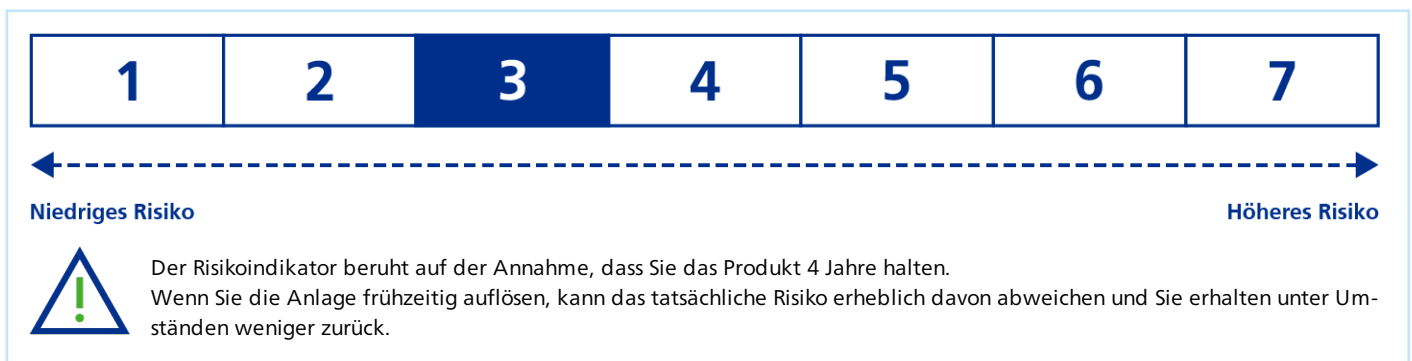 1 2 3 4 5 6 7
Niedriges Risiko Höheres Risiko
Der Risikoindikator beruht auf der Annahme, dass Sie das Produkt 4 Jahre halten.
Wenn Sie die Anlage frühzeitig auflösen, kann das tatsächliche Risiko erheblich davon abweichen und Sie erhalten unter Um-
ständen weniger zurück.